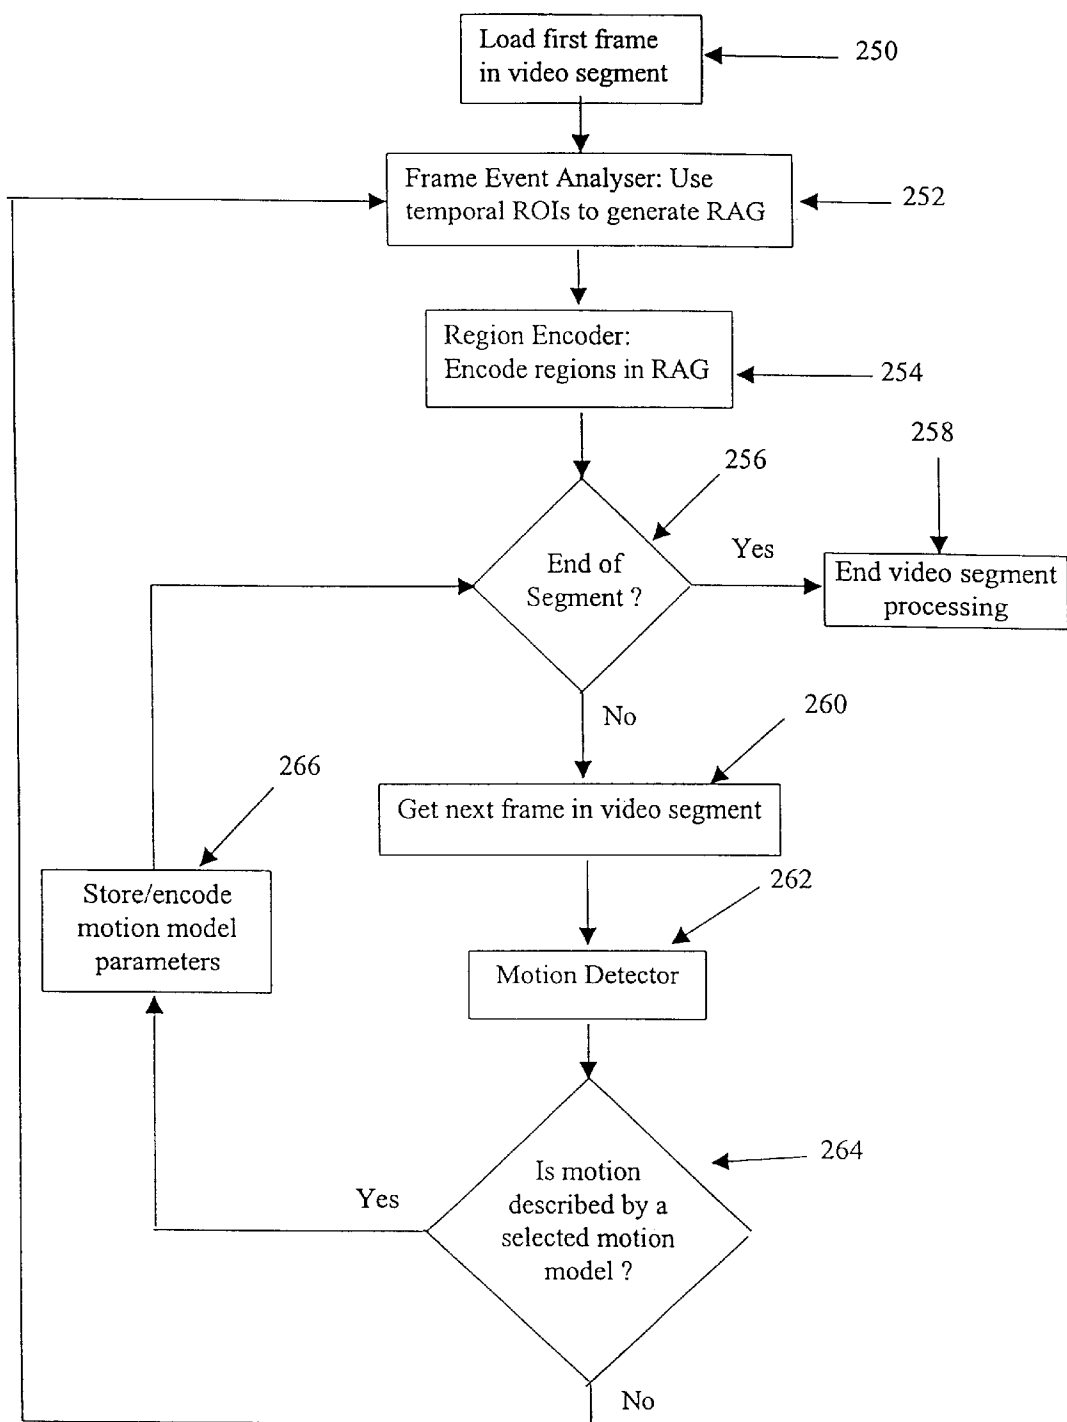 Load first frame
in video segment
250
Frame Event Analyser: Use
temporal ROIs to generate RAG
252
Region Encoder:
Encode regions in RAG
254
258
256
Yes
End of
Segment ?
End video segment
processing
No
260
266
Get next frame in video segment
262
Store/encode
motion model
parameters
Motion Detector
264
Yes
Is motion
described by a
selected motion
model ?
No